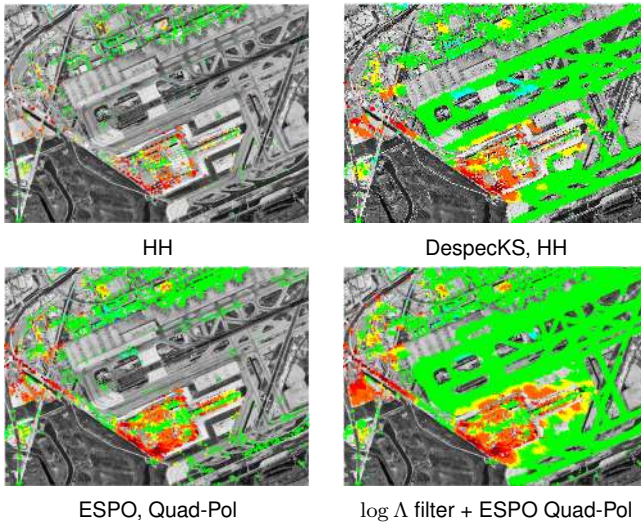 HH
DespecKS, HH
ESPO, Quad-Pol
log Λ filter + ESPO Quad-Pol